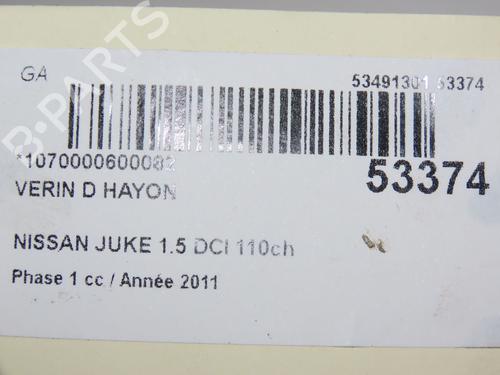 GA
53491301 53374
*1070000600082
53374
VERIN D HAYON
NISSAN JUKE 1.5 DCI 110ch
Phase 1 cc / Année 2011
B-PARTS